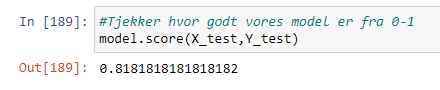 In [189]: #Tjekker hvor godt vores model er fra 0-1
model.score(X_test,Y_test)
Out[189]: 0.8181818181818182